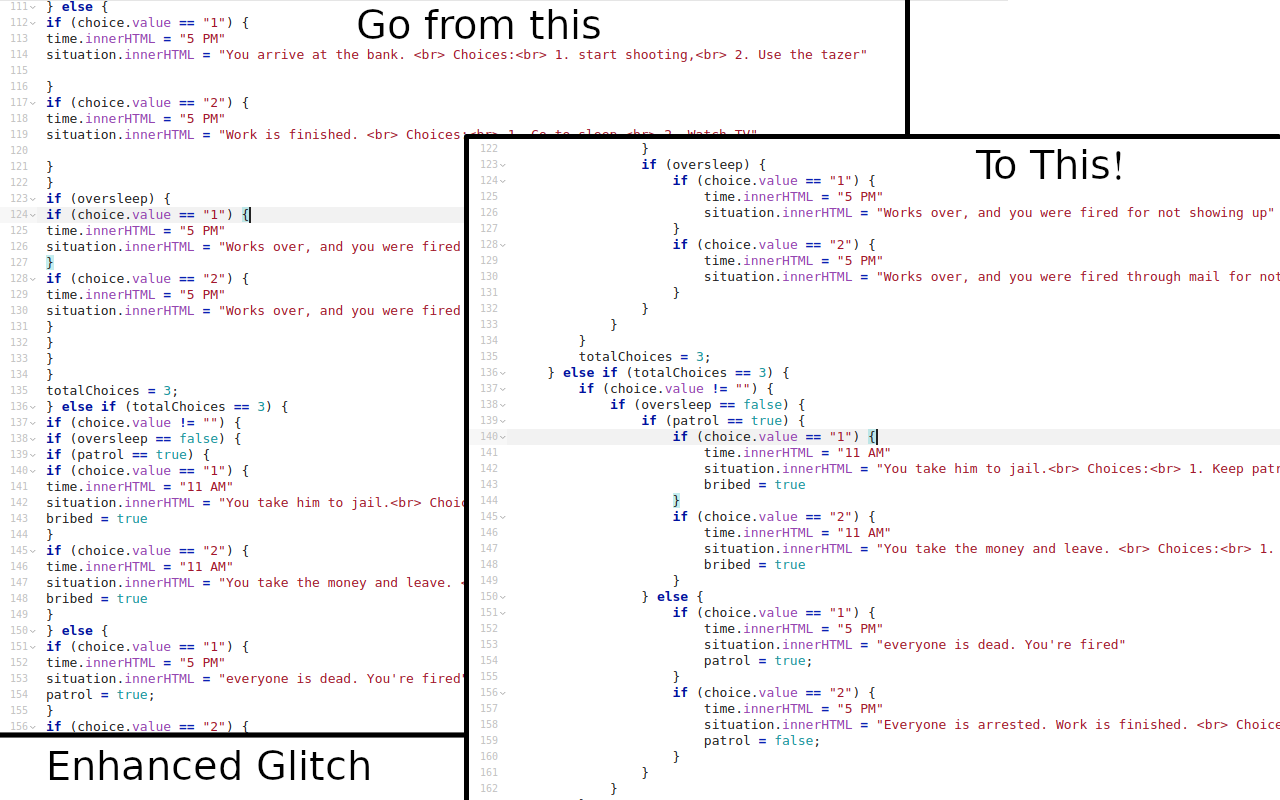 Go from this
111 } else {
112 if (choice.value == "1") {
113 time.innerHTML = "5 PM"
114 situation.innerHTML = "You arrive at the bank. <br> Choices:<br> 1. start shooting,<br> 2. Use the tazer"
115
116 }
117 if (choice.value == "2") {
118 time.innerHTML = "5 PM"
119 situation.innerHTML = "Work is finished. <br> Choices:<br> 1. Go to sleep,<br> 2. Watch TV"
120
121 }
122 }
123 if (oversleep) {
124 if (choice.value == "1") {
125 time.innerHTML = "5 PM"
126 situation.innerHTML = "Works over, and you were fired
127 }
128 if (choice.value == "2") {
129 time.innerHTML = "5 PM"
130 situation.innerHTML = "Works over, and you were fired
131 }
132 }
133 }
134 }
135 totalChoices = 3;
136 } else if (totalChoices == 3) {
137 if (choice.value != "") {
138 if (oversleep == false) {
139 if (patrol == true) {
140 if (choice.value == "1") {
141 time.innerHTML = "11 AM"
142 situation.innerHTML = "You take him to jail.<br> Choic
143 bribed = true
144 }
145 if (choice.value == "2") {
146 time.innerHTML = "11 AM"
147 situation.innerHTML = "You take the money and leave. <
148 bribed = true
149 }
150 } else {
151 if (choice.value == "1") {
152 time.innerHTML = "5 PM"
153 situation.innerHTML = "everyone is dead. You're fired"
154 patrol = true;
155 }
156 if (choice.value == "2") {
Enhanced Glitch
To This!
122 }
123 if (oversleep) {
124 if (choice.value == "1") {
125 time.innerHTML = "5 PM"
126 situation.innerHTML = "Works over, and you were fired for not showing up"
127 }
128 if (choice.value == "2") {
129 time.innerHTML = "5 PM"
130 situation.innerHTML = "Works over, and you were fired through mail for not
131 }
132 }
133 }
134 }
135 totalChoices = 3;
136 } else if (totalChoices == 3) {
137 if (choice.value != "") {
138 if (oversleep == false) {
139 if (patrol == true) {
140 if (choice.value == "1") {
141 time.innerHTML = "11 AM"
142 situation.innerHTML = "You take him to jail.<br> Choices:<br> 1. Keep patr
143 bribed = true
144 }
145 if (choice.value == "2") {
146 time.innerHTML = "11 AM"
147 situation.innerHTML = "You take the money and leave. <br> Choices:<br> 1.
148 bribed = true
149 }
150 } else {
151 if (choice.value == "1") {
152 time.innerHTML = "5 PM"
153 situation.innerHTML = "everyone is dead. You're fired"
154 patrol = true;
155 }
156 if (choice.value == "2") {
157 time.innerHTML = "5 PM"
158 situation.innerHTML = "Everyone is arrested. Work is finished. <br> Choice
159 patrol = false;
160 }
161 }
162 }